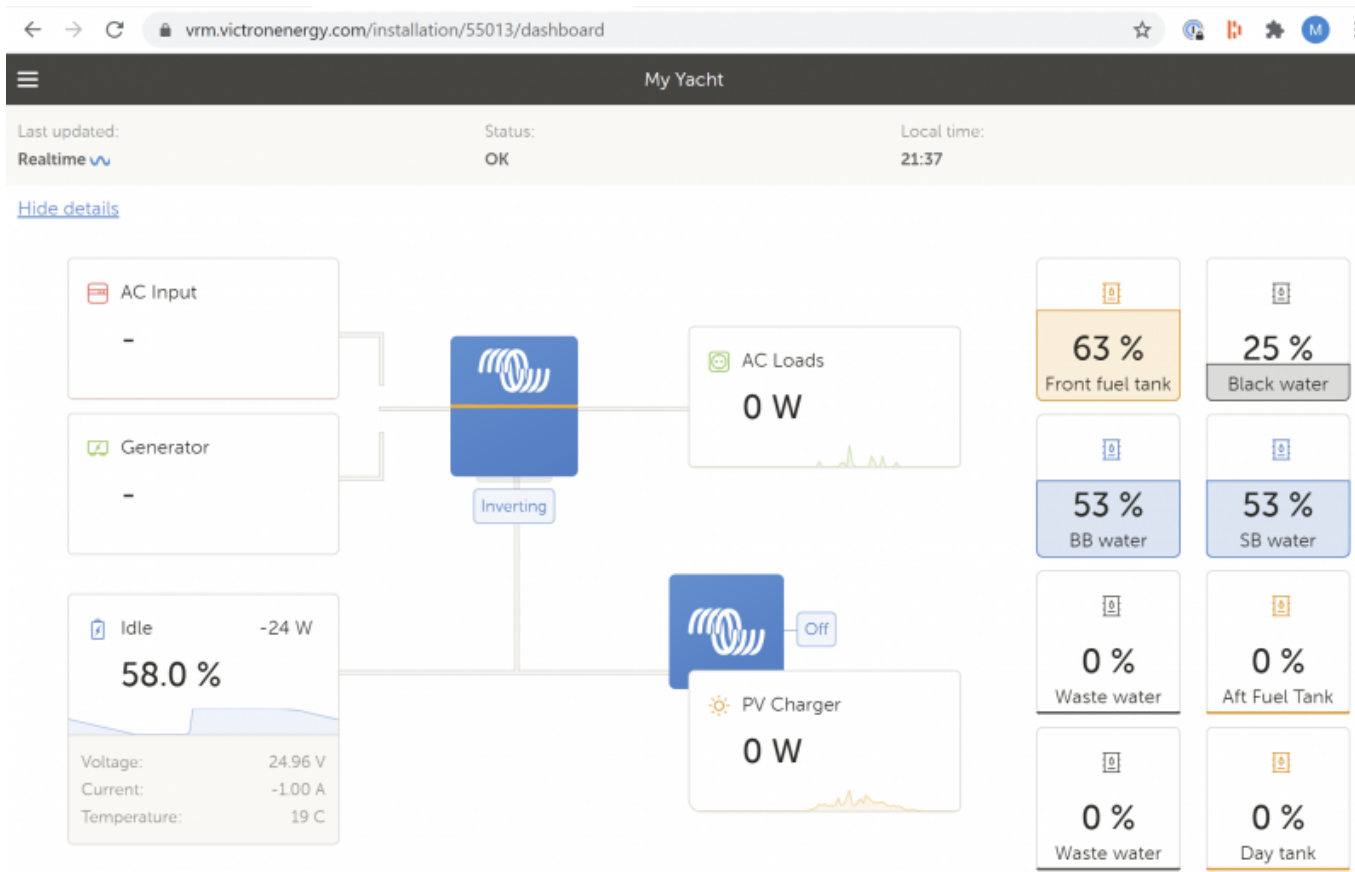 vrm.victronenergy.com/installation/55013/dashboard
M
My Yacht
Last updated:
Realtime
Status:
OK
Local time:
21:37
Hide details
AC Input
-
Generator
-
Inverting
AC Loads
0 W
Idle -24 W
58.0 %
Voltage: 24.96 V
Current: -1.00 A
Temperature: 19 C
Off
PV Charger
0 W
63 %
Front fuel tank
25 %
Black water
53 %
BB water
53 %
SB water
0 %
Waste water
0 %
Aft Fuel Tank
0 %
Waste water
0 %
Day tank